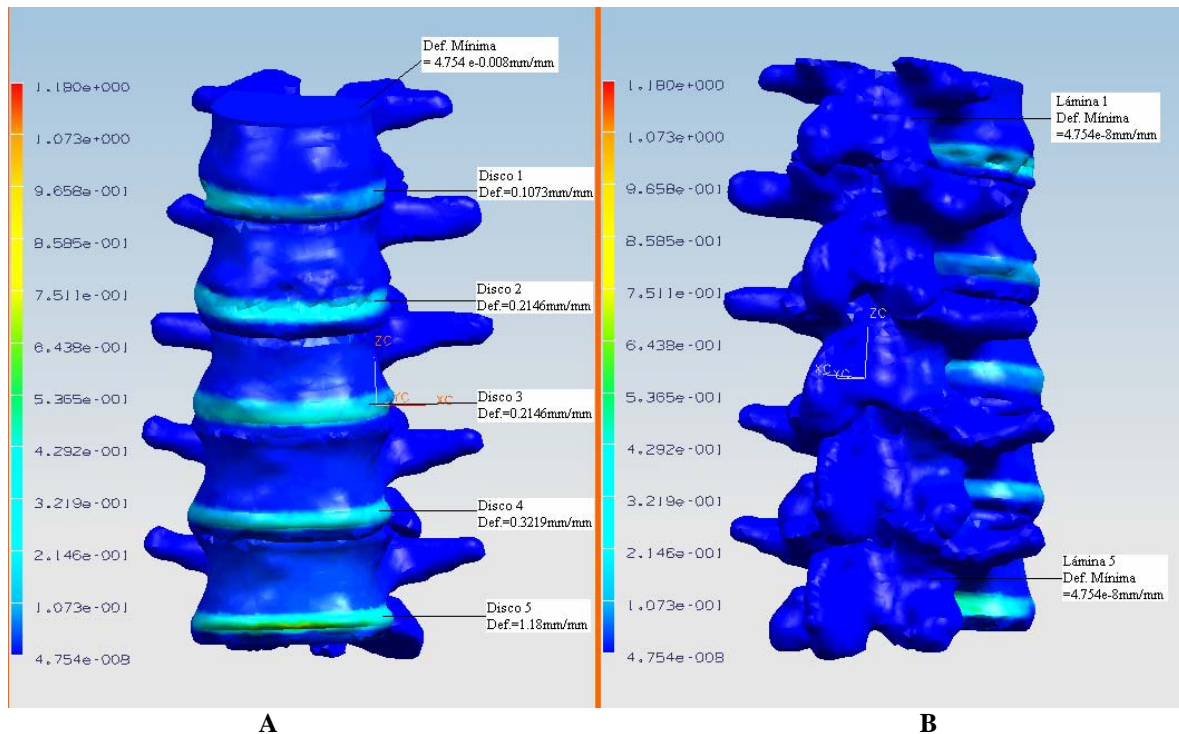 Def. Mínima
= 4.754 e-0.008mm/mm
1.180e+000
1.073e+000
9.658e-001
8.585e-001
7.511e-001
6.438e-001
5.365e-001
4.292e-001
3.219e-001
2.146e-001
1.073e-001
4.754e-008
Disco 1
Def.=0.1073mm/mm
Disco 2
Def.=0.2146mm/mm
ZC
YC XC
Disco 3
Def.=0.2146mm/mm
Disco 4
Def.=0.3219mm/mm
Disco 5
Def.=1.18mm/mm
A
1.180e+000
1.073e+000
9.658e-001
8.585e-001
7.511e-001
6.438e-001
5.365e-001
4.292e-001
3.219e-001
2.146e-001
1.073e-001
4.754e-008
Lámina 1
Def. Mínima
=4.754e-8mm/mm
ZC
XC YC
Lámina 5
Def. Mínima
=4.754e-8mm/mm
B